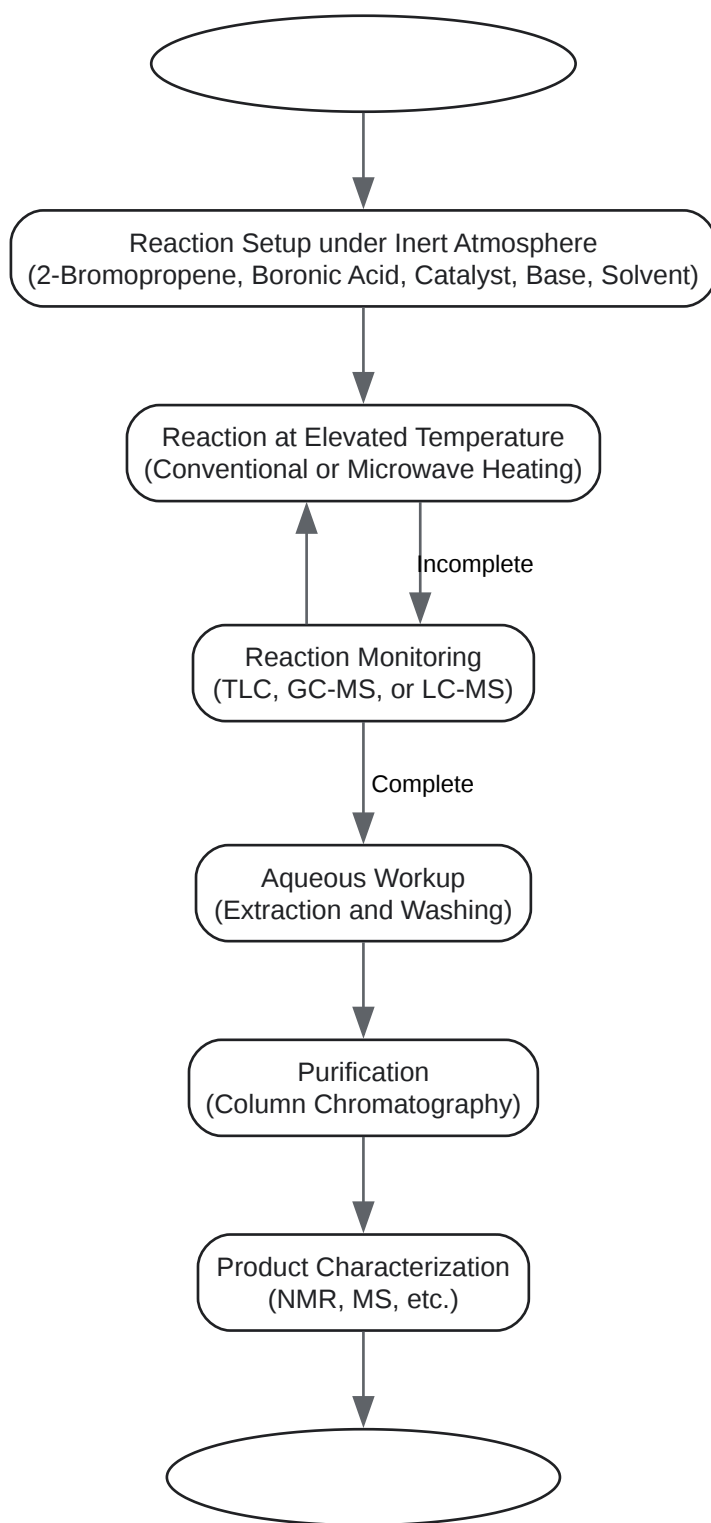 Reaction Setup under Inert Atmosphere
(2-Bromopropene, Boronic Acid, Catalyst, Base, Solvent)
Reaction at Elevated Temperature
(Conventional or Microwave Heating)
Incomplete
Reaction Monitoring
(TLC, GC-MS, or LC-MS)
Complete
Aqueous Workup
(Extraction and Washing)
Purification
(Column Chromatography)
Product Characterization
(NMR, MS, etc.)